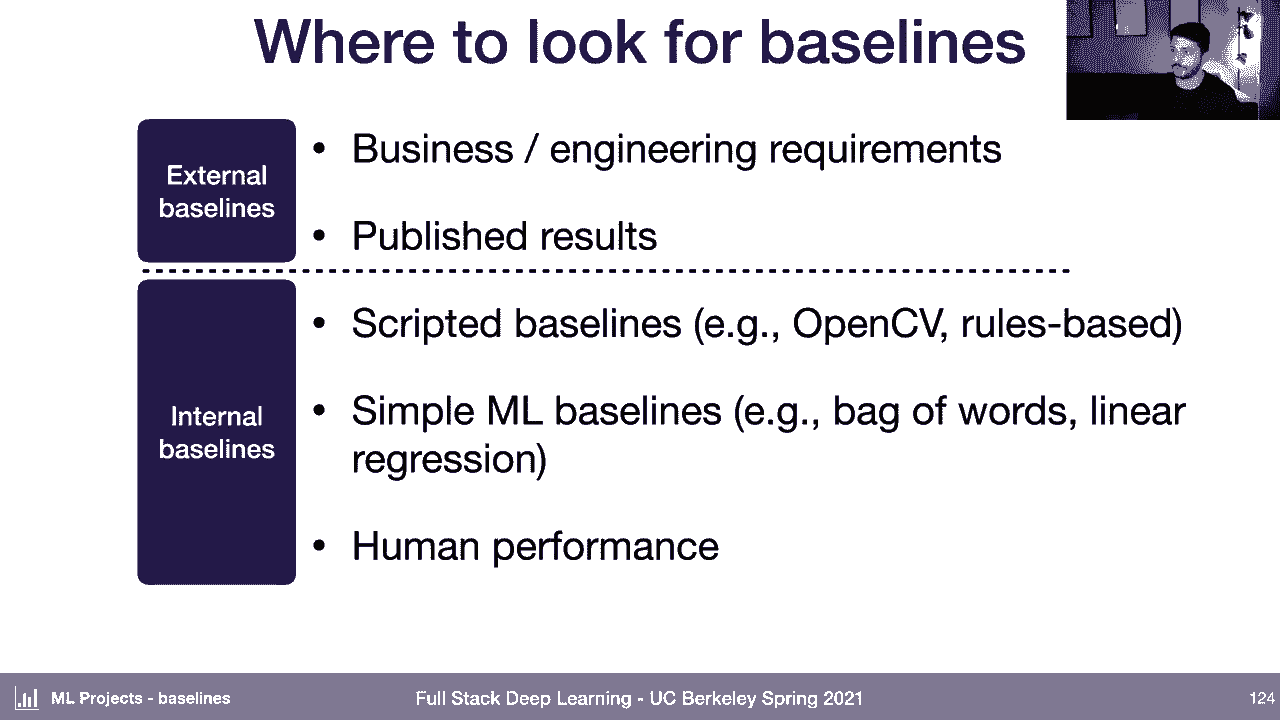 Where to look for baselines
External
baselines
• Business / engineering requirements
• Published results
Internal
baselines
• Scripted baselines (e.g., OpenCV, rules-based)
• Simple ML baselines (e.g., bag of words, linear
regression)
• Human performance
ML Projects - baselines
Full Stack Deep Learning - UC Berkeley Spring 2021
124